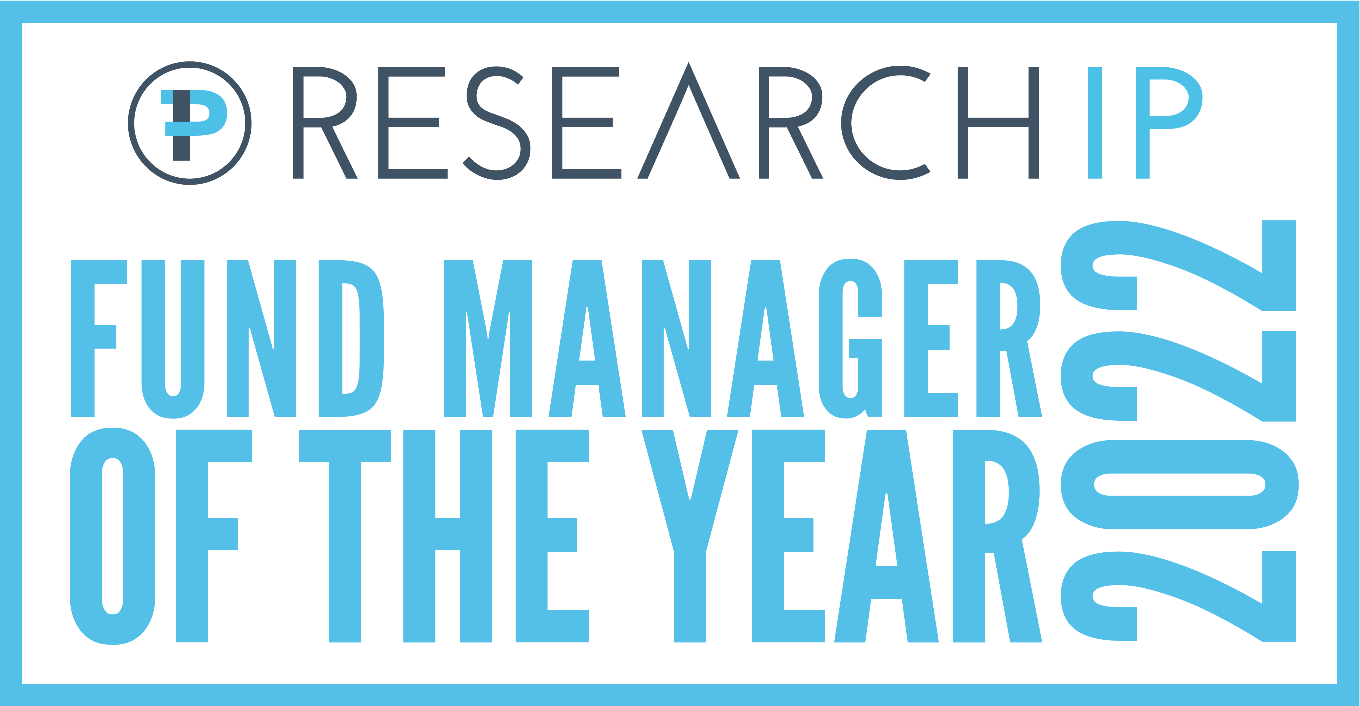 RESEARCH IP
FUND MANAGER
OF THE YEAR
2022